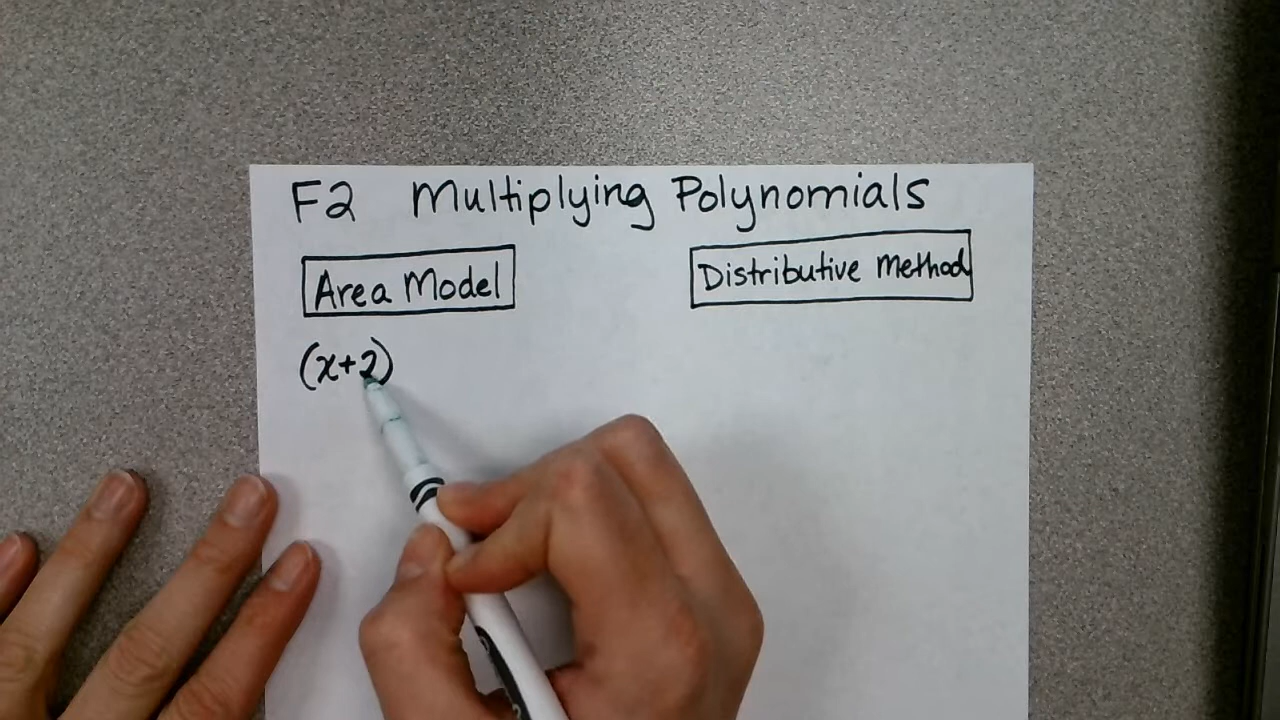 F2 Multiplying Polynomials
Area Model
Distributive Method
(x+2)